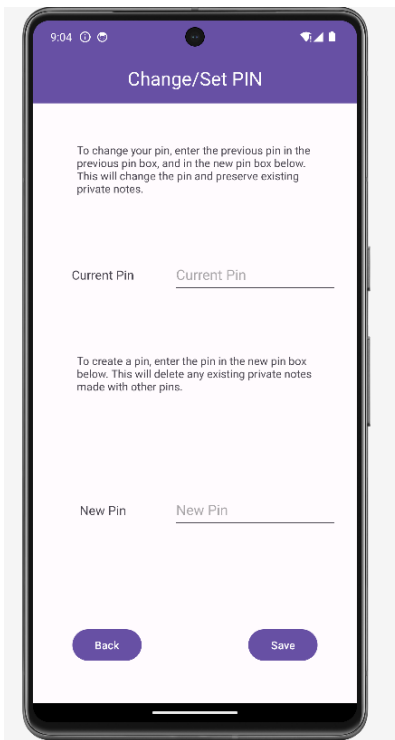 9:04
Change/Set PIN
To change your pin, enter the previous pin in the
previous pin box, and in the new pin box below.
This will change the pin and preserve existing
private notes.
Current Pin Current Pin
To create a pin, enter the pin in the new pin box
below. This will delete any existing private notes
made with other pins.
New Pin New Pin
Back Save